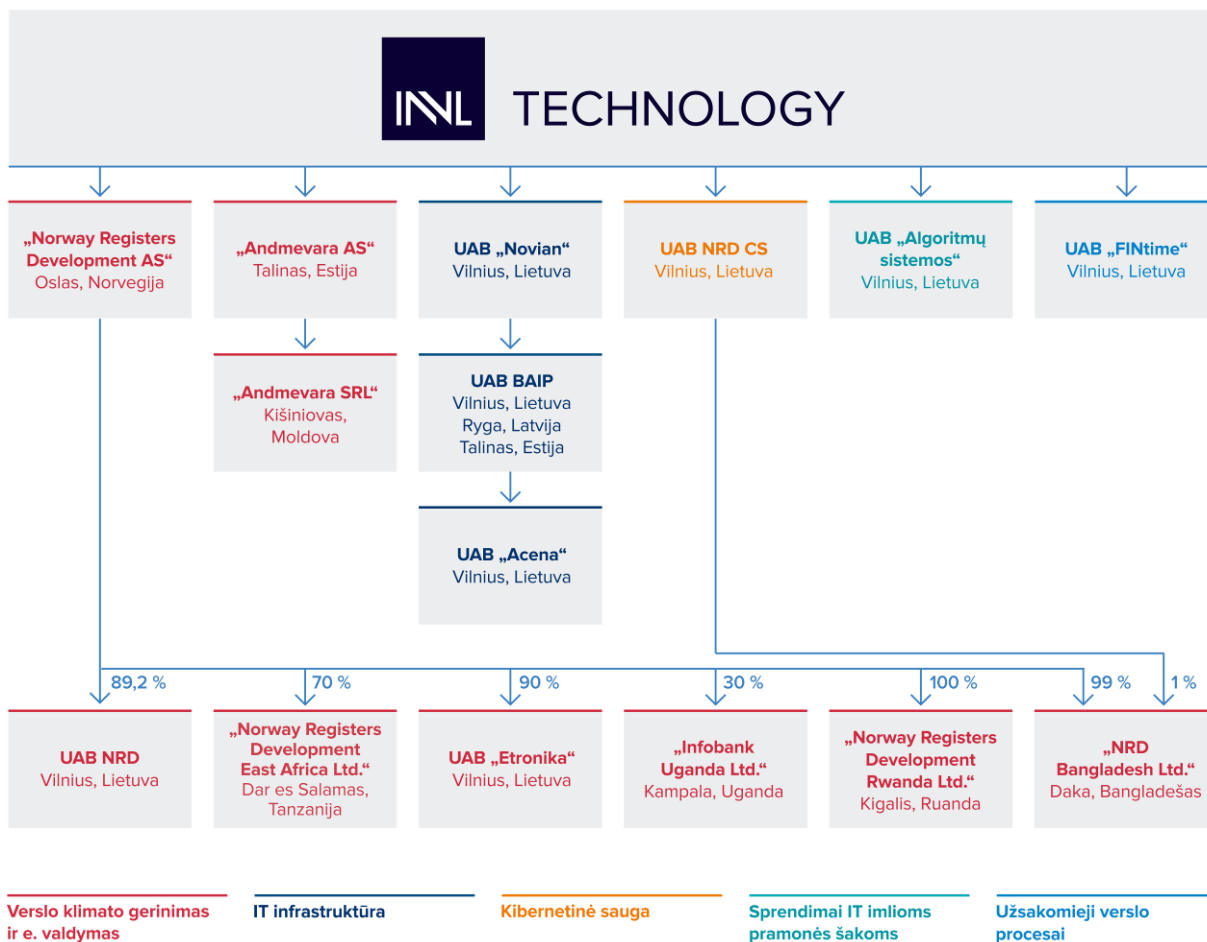 INVL TECHNOLOGY
„Norway Registers
Development AS“
Oslas, Norvegija
„Andmevara AS“
Talinas, Estija
UAB „Novian“
Vilnius, Lietuva
UAB NRD CS
Vilnius, Lietuva
UAB „Algoritmų
sistemos“
Vilnius, Lietuva
UAB „FINtime“
Vilnius, Lietuva
„Andmevara SRL“
Kišiniovas,
Moldova
UAB BAIP
Vilnius, Lietuva
Ryga, Latvija
Talinas, Estija
UAB „Acena“
Vilnius, Lietuva
89,2 %
70 %
90 %
30 %
100 %
99 %
1 %
UAB NRD
Vilnius, Lietuva
„Norway Registers
Development
East Africa Ltd.“
Dar es Salamas,
Tanzanija
UAB „Etronika“
Vilnius, Lietuva
„Infobank
Uganda Ltd.“
Kampala, Uganda
„Norway Registers
Development
Rwanda Ltd.“
Kigalis, Ruanda
„NRD
Bangladesh Ltd.“
Daka, Bangladešas
Verslo klimato gerinimas
ir e. valdymas
IT infrastruktūra
Kibernetinė sauga
Sprendimai IT imlioms
pramonės šakoms
Užsakomieji verslo
procesai